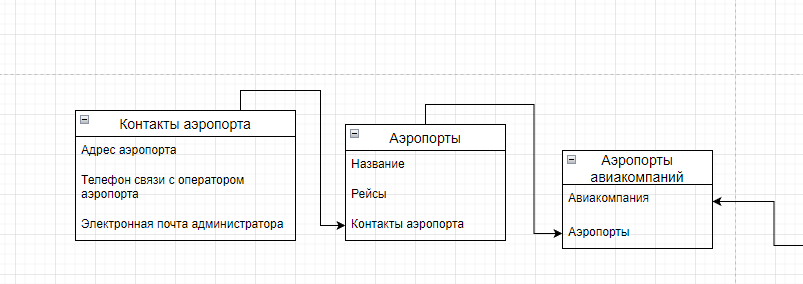 Контакты аэропорта
Адрес аэропорта
Телефон связи с оператором
аэропорта
Электронная почта администратора
Аэропорты
Название
Рейсы
Контакты аэропорта
Аэропорты
авиакомпаний
Авиакомпания
Аэропорты